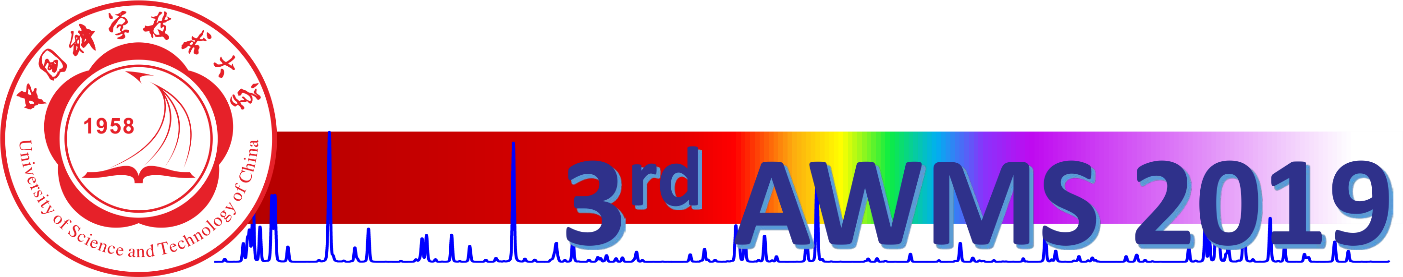 中国科学技术大学
1958
University of Science and Technology of China
3rd AWMS 2019